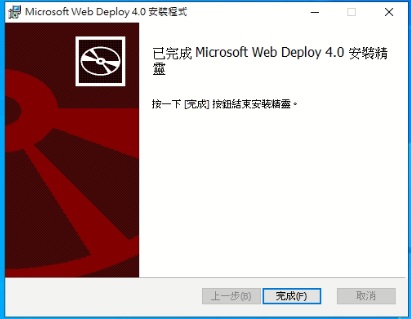 Microsoft Web Deploy 4.0 安裝程式
已完成 Microsoft Web Deploy 4.0 安裝精
靈
按一下 [完成] 按鈕結束安裝精靈。
上一步(B)
完成(F)
取消